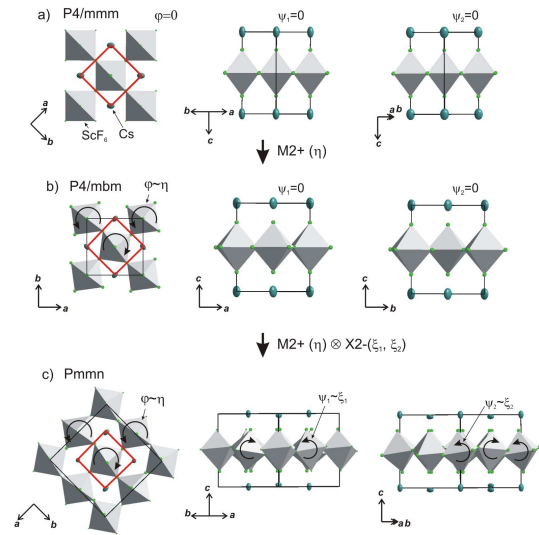 a) P4/mmm φ=0 ψ₁=0 ψ₂=0
a
b
ScF₆
Cs
b a
c
a b
c
M2+ (η)
b) P4/mbm φ~η ψ₁=0 ψ₂=0
b
a
c
a
c
b
M2+ (η) ⊗ X2-(ξ₁, ξ₂)
c) Pmmn φ~η ψ₁~ξ₁ ψ₂~ξ₂
a b
c
b a
c
a b